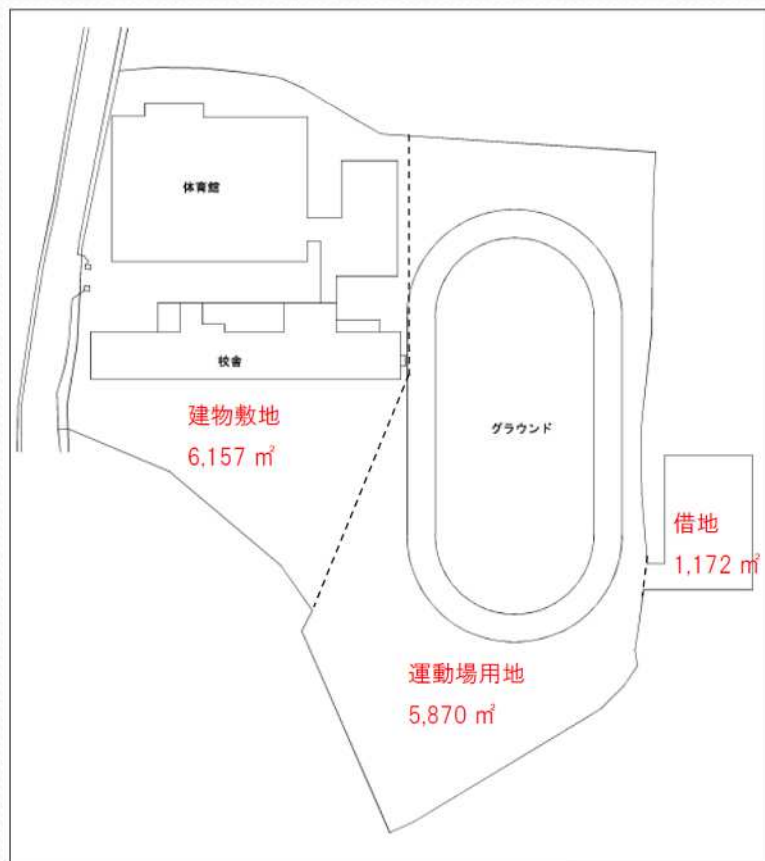 体育館
校舎
建物敷地
6,157 ㎡
グラウンド
借地
1,172 ㎡
運動場用地
5,870 ㎡